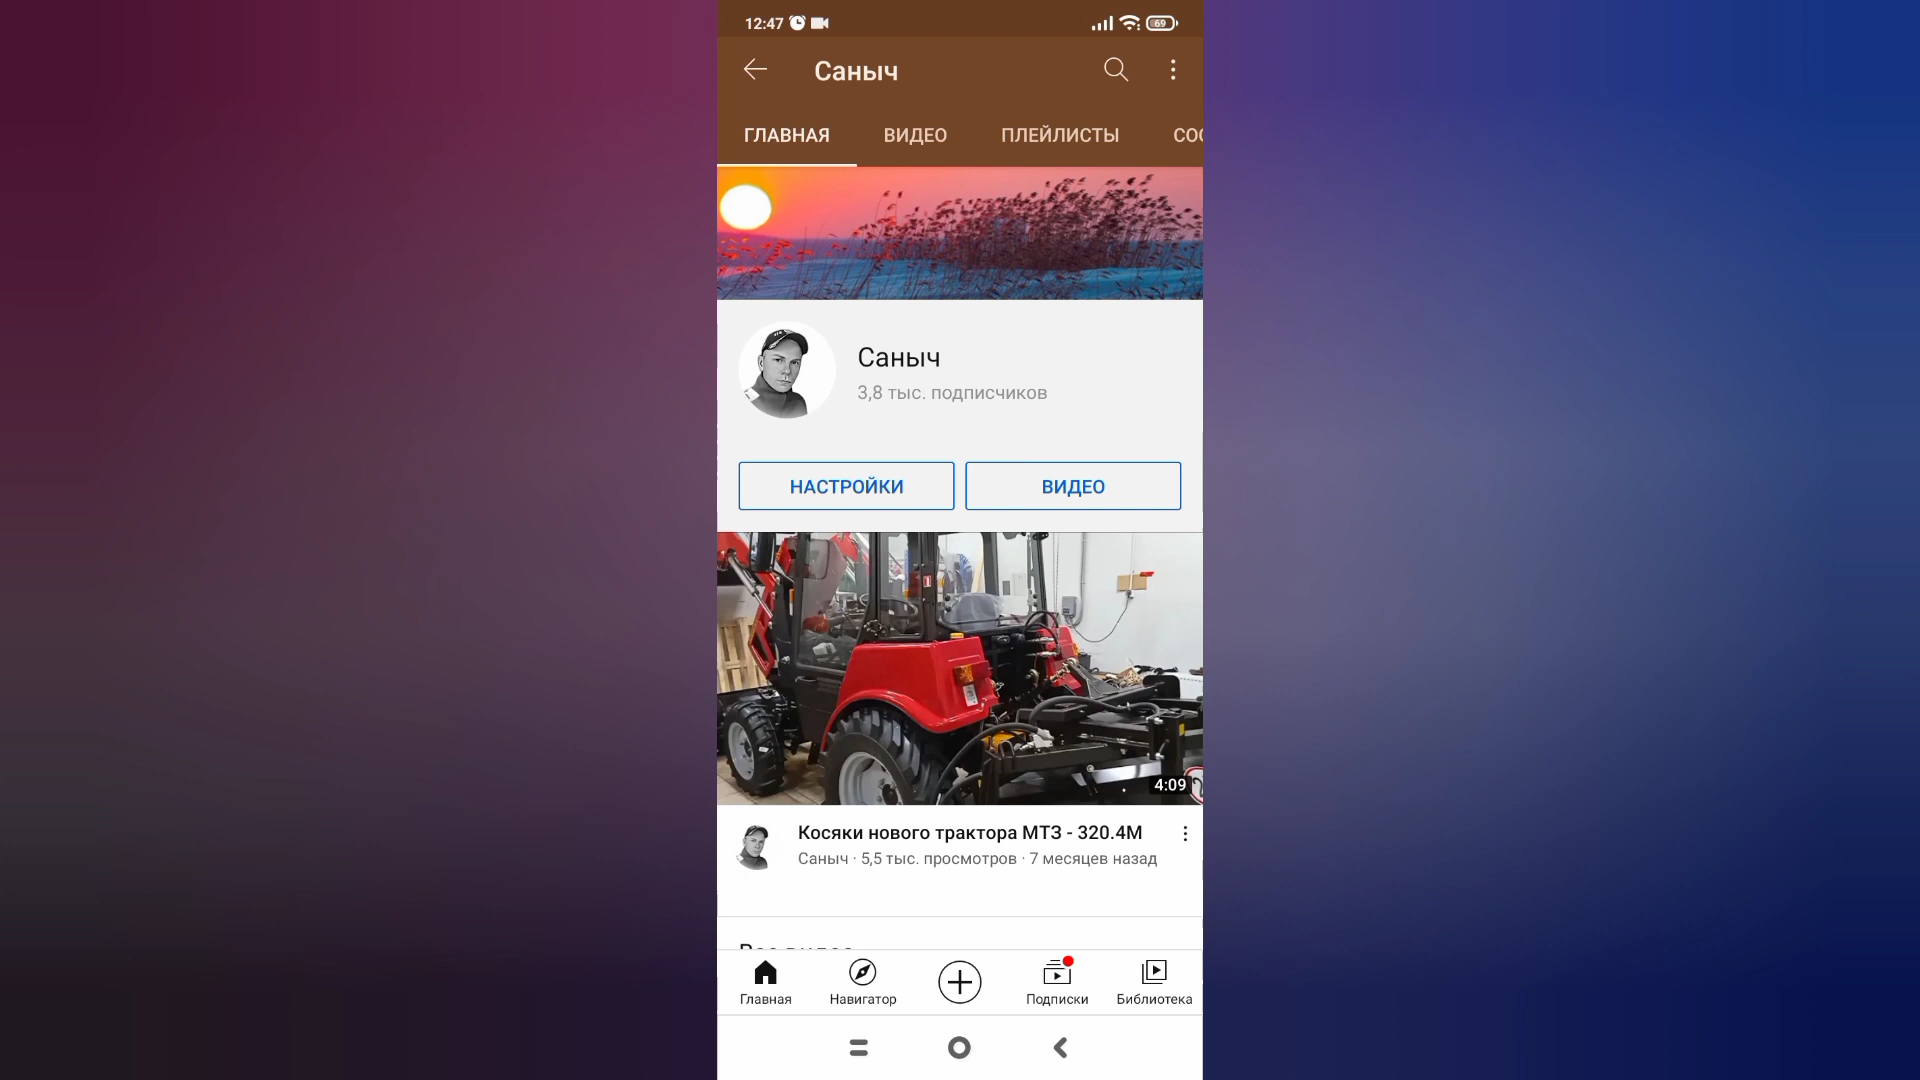 12:47
69
Саныч
ГЛАВНАЯ ВИДЕО ПЛЕЙЛИСТЫ
Саныч
3,8 тыс. подписчиков
НАСТРОЙКИ ВИДЕО
4:09
Косяки нового трактора МТЗ - 320.4М
Саныч · 5,5 тыс. просмотров · 7 месяцев назад
Главная Навигатор Подписки Библиотека